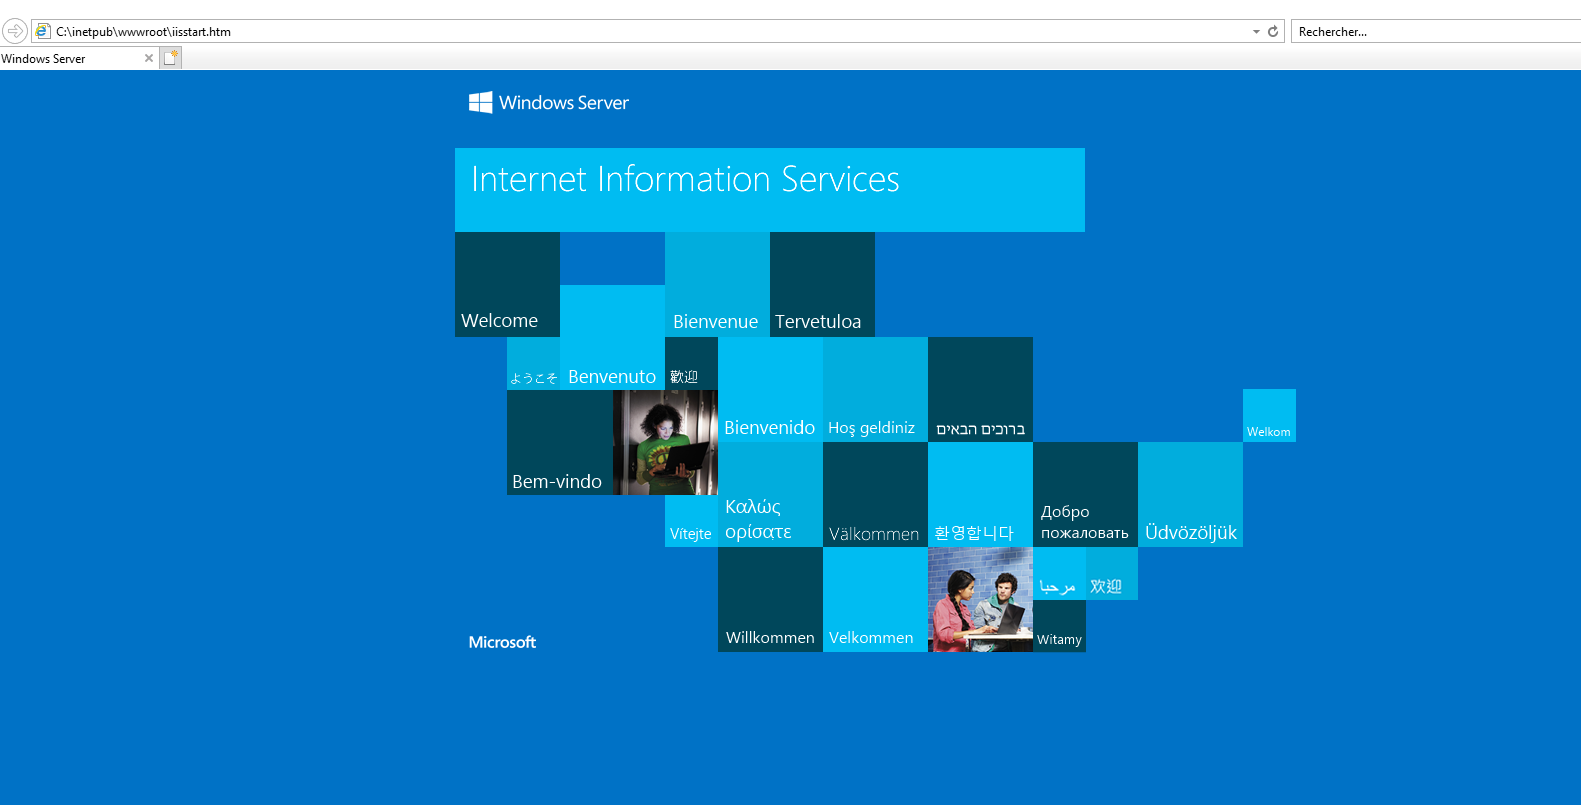 C:\inetpub\wwwroot\iisstart.htm
Rechercher...
Windows Server
Windows Server
Internet Information Services
Welcome
Bienvenue
Tervetuloa
ようこそ
Benvenuto
歡迎
Bienvenido
Hoş geldiniz
ברוכים הבאים
Welkom
Bem-vindo
Vítejte
Καλώς
ορίσατε
Välkommen
환영합니다
Добро
пожаловать
Üdvözöljük
مرحبا
欢迎
Microsoft
Willkommen
Velkommen
Witamy